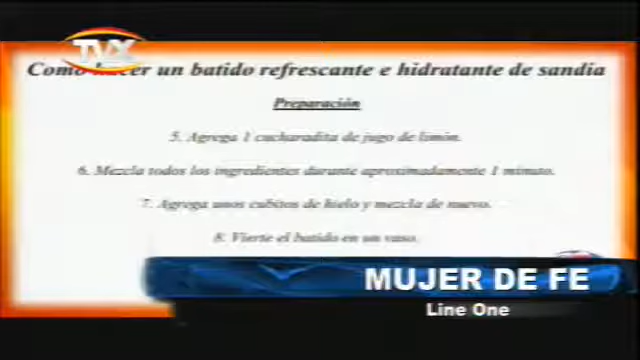 TVX
Como hacer un batido refrescante e hidratante de sandía
Preparación
5. Agrega 1 cucharadita de jugo de limón.
6. Mezcla todos los ingredientes durante aproximadamente 1 minuto.
7. Agrega unos cubitos de hielo y mezcla de nuevo.
8. Vierte el batido en un vaso.
MUJER DE FE
Line One